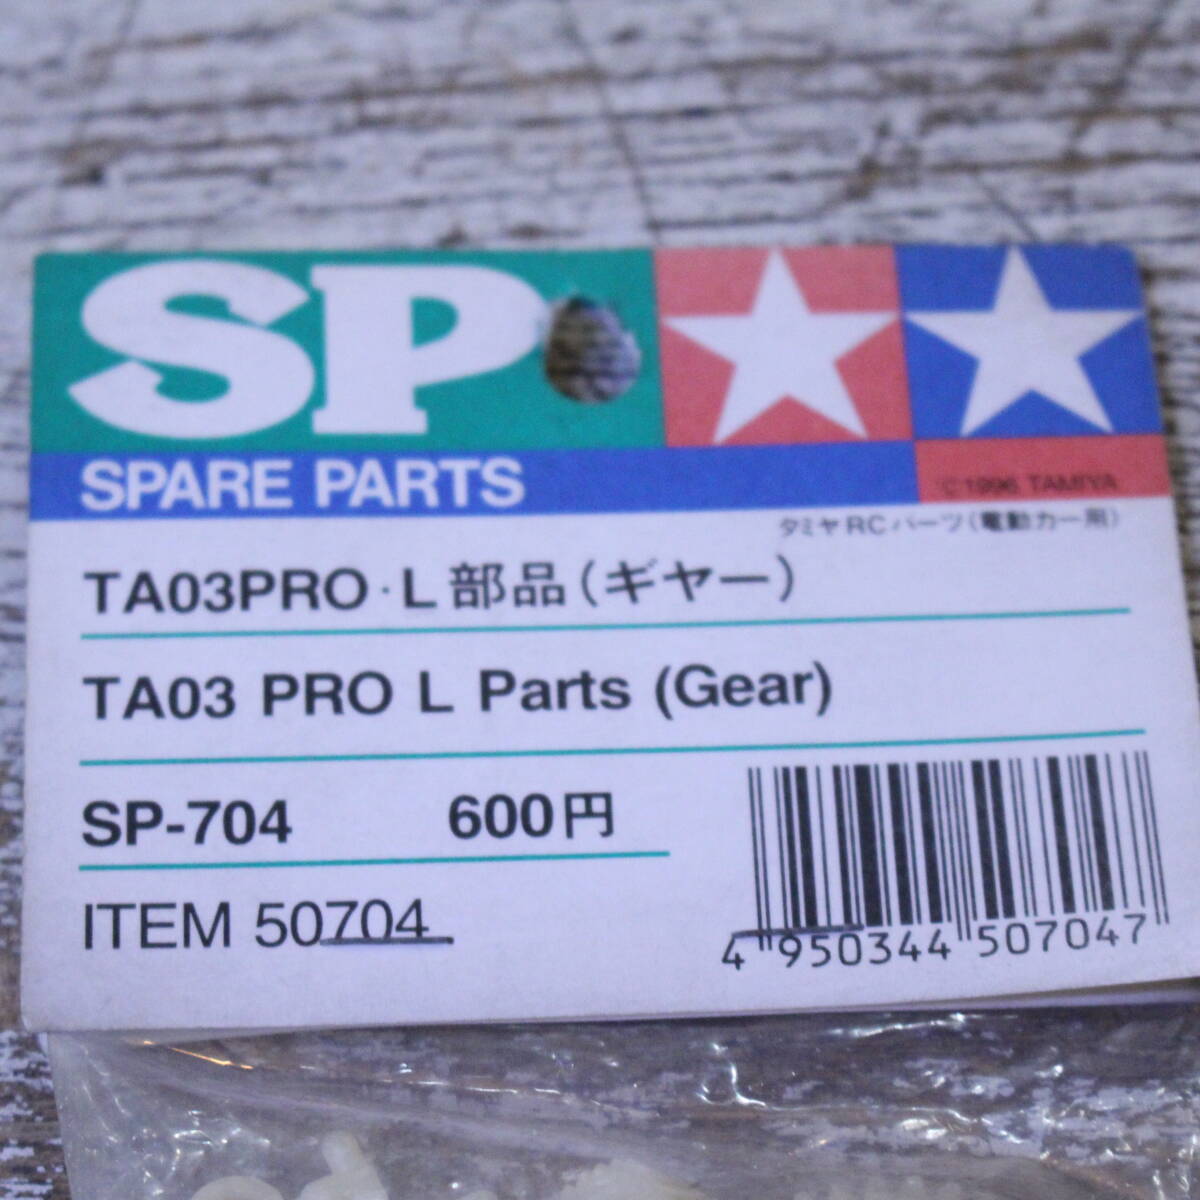 SP
SPARE PARTS
©1996 TAMIYA
タミヤRCパーツ(電動カー用)
TA03PRO・L部品(ギヤー)
TA03 PRO L Parts (Gear)
SP-704 600円
ITEM 50704
4 950344 507047